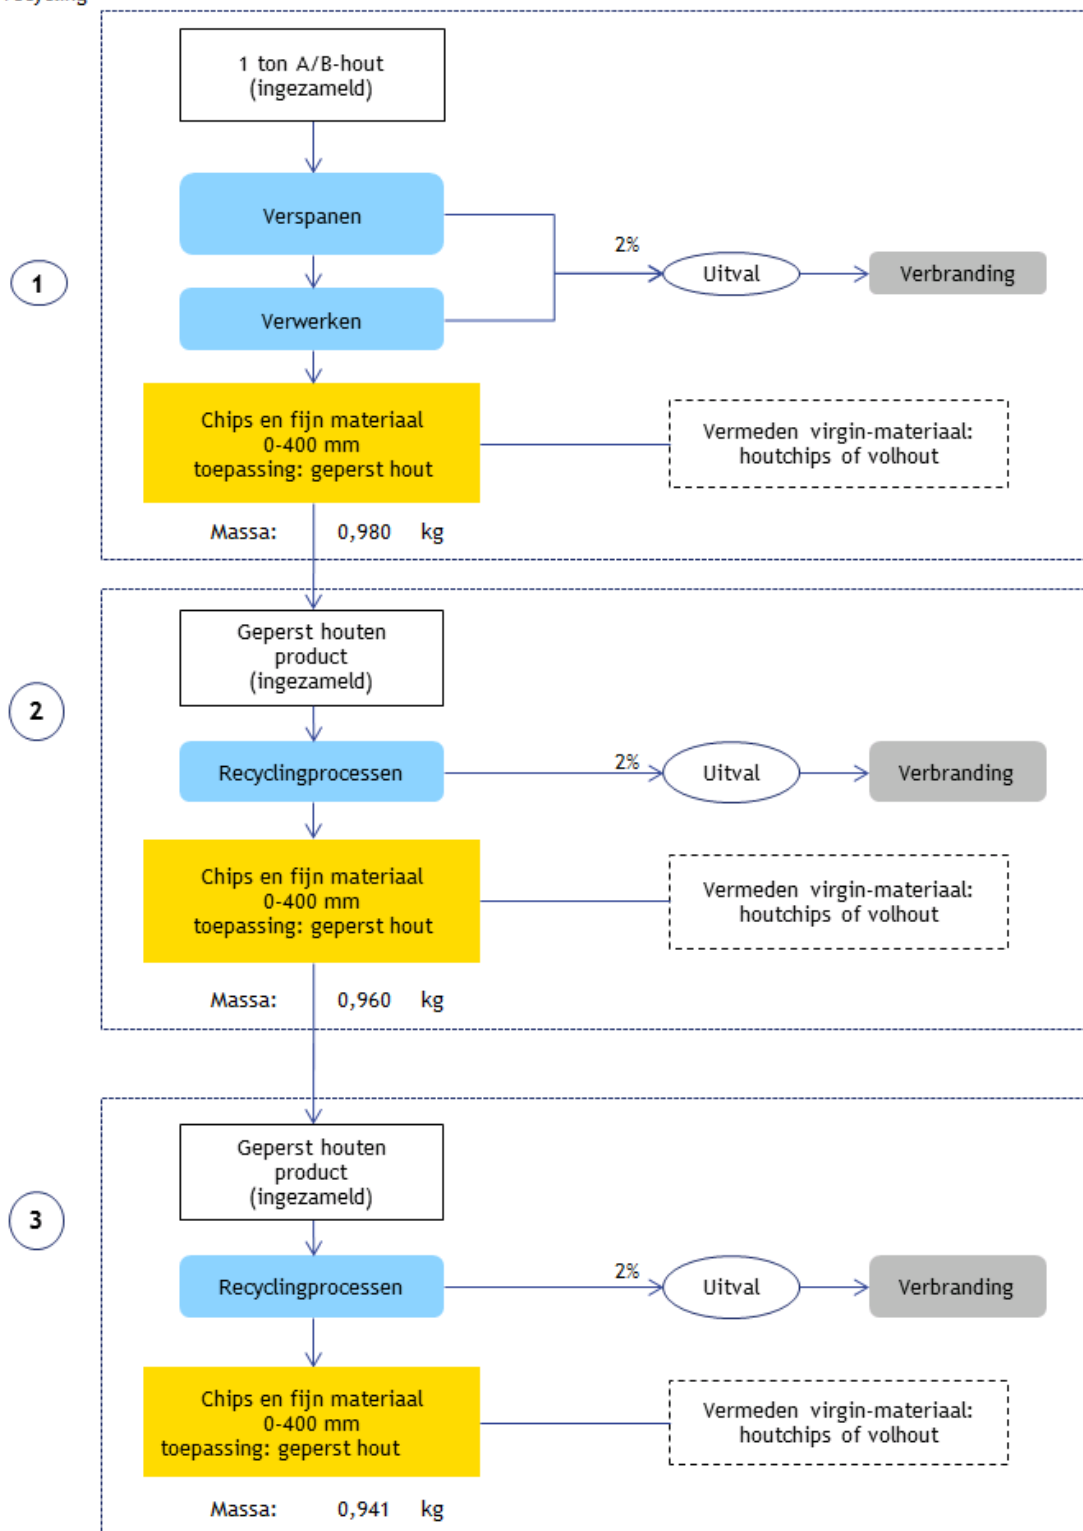 recycling
1 ton A/B-hout
(ingezameld)
Verspanen
2%
Uitval
Verbranding
1
Verwerken
Chips en fijn materiaal
0-400 mm
toepassing: geperst hout
Vermeden virgin-materiaal:
houtchips of volhout
Massa: 0,980 kg
Geperst houten
product
(ingezameld)
2
Recyclingprocessen
2%
Uitval
Verbranding
Chips en fijn materiaal
0-400 mm
toepassing: geperst hout
Vermeden virgin-materiaal:
houtchips of volhout
Massa: 0,960 kg
Geperst houten
product
(ingezameld)
3
Recyclingprocessen
2%
Uitval
Verbranding
Chips en fijn materiaal
0-400 mm
toepassing: geperst hout
Vermeden virgin-materiaal:
houtchips of volhout
Massa: 0,941 kg